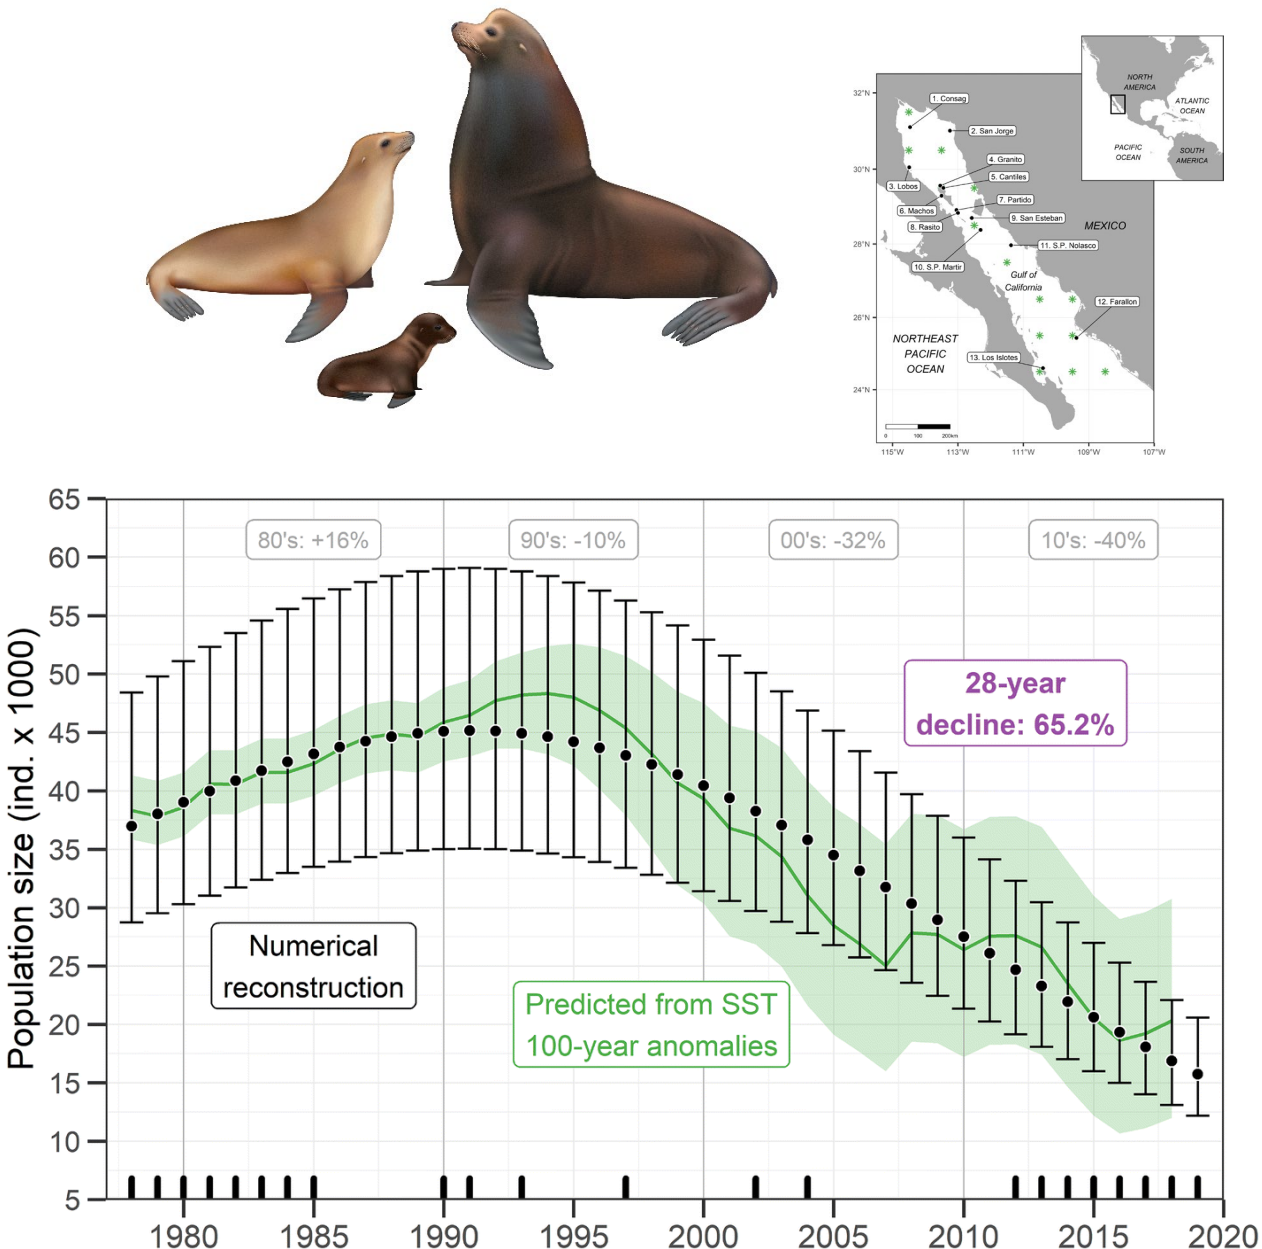 NORTH
AMERICA
ATLANTIC
OCEAN
PACIFIC
OCEAN
SOUTH
AMERICA
32°N
30°N
28°N
26°N
24°N
1. Consag
2. San Jorge
4. Granito
5. Cantiles
3. Lobos
7. Partido
6. Machos
9. San Esteban
8. Rasito
MEXICO
11. S.P. Nolasco
10. S.P. Martir
Gulf of
California
12. Farallon
NORTHEAST
PACIFIC
OCEAN
13. Los Islotes
0 100 200km
115°W 113°W 111°W 109°W 107°W
Population size (ind. x 1000)
65
60
55
50
45
40
35
30
25
20
15
10
5
80's: +16% 90's: -10% 00's: -32% 10's: -40%
28-year
decline: 65.2%
Numerical
reconstruction
Predicted from SST
100-year anomalies
1980 1985 1990 1995 2000 2005 2010 2015 2020